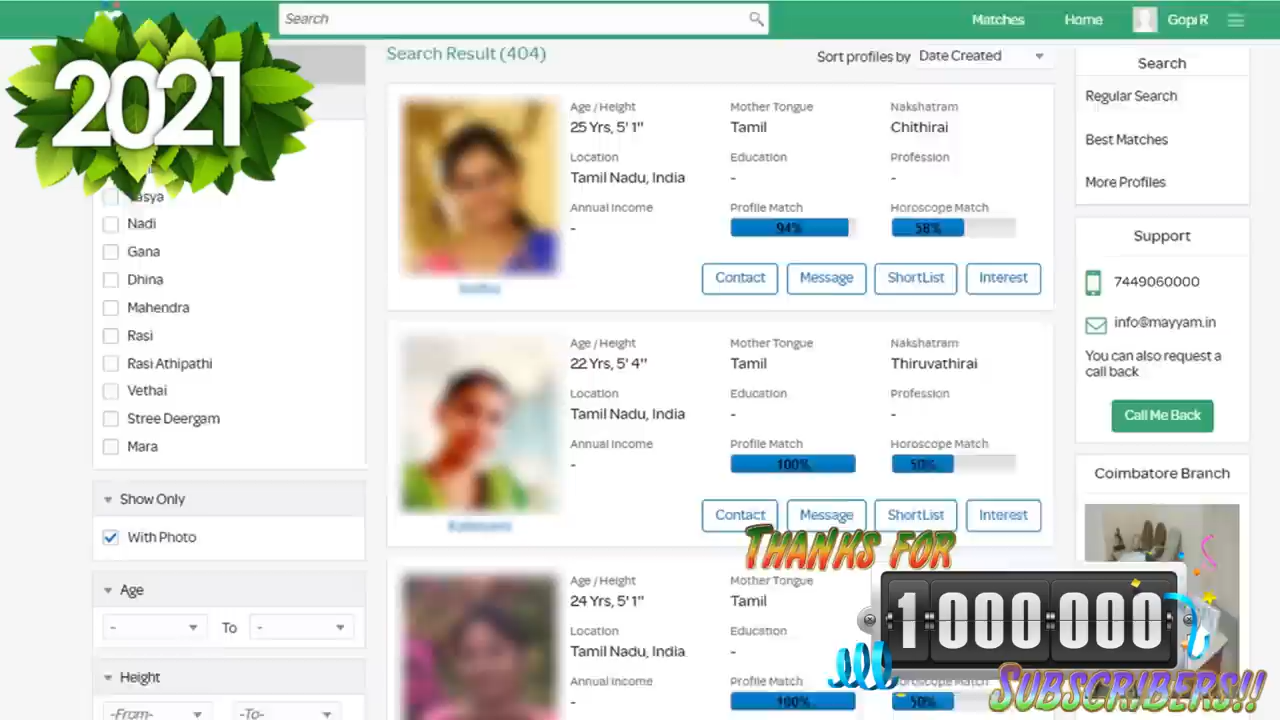 Search
Matches
Home
Gopi R
2021
Search Result (404)
Sort profiles by Date Created
Nadi
Gana
Dhina
Mahendra
Rasi
Rasi Athipathi
Vethai
Stree Deergam
Mara
Show Only
With Photo
Age
- To -
Height
-From- -To-
Age / Height Mother Tongue Nakshatram
25 Yrs, 5' 1" Tamil Chithirai
Location Education Profession
Tamil Nadu, India - -
Annual Income Profile Match Horoscope Match
- 94% 58%
Contact Message ShortList Interest
Age / Height Mother Tongue Nakshatram
22 Yrs, 5' 4" Tamil Thiruvathirai
Location Education Profession
Tamil Nadu, India - -
Annual Income Profile Match Horoscope Match
- 100% 50%
Contact Message ShortList Interest
Age / Height Mother Tongue
24 Yrs, 5' 1" Tamil
Location Education
Tamil Nadu, India -
Annual Income Profile Match Horoscope Match
- 100% 50%
Search
Regular Search
Best Matches
More Profiles
Support
7449060000
info@mayyam.in
You can also request a
call back
Call Me Back
Coimbatore Branch
THANKS FOR
1 000 000
SUBSCRIBERS!!